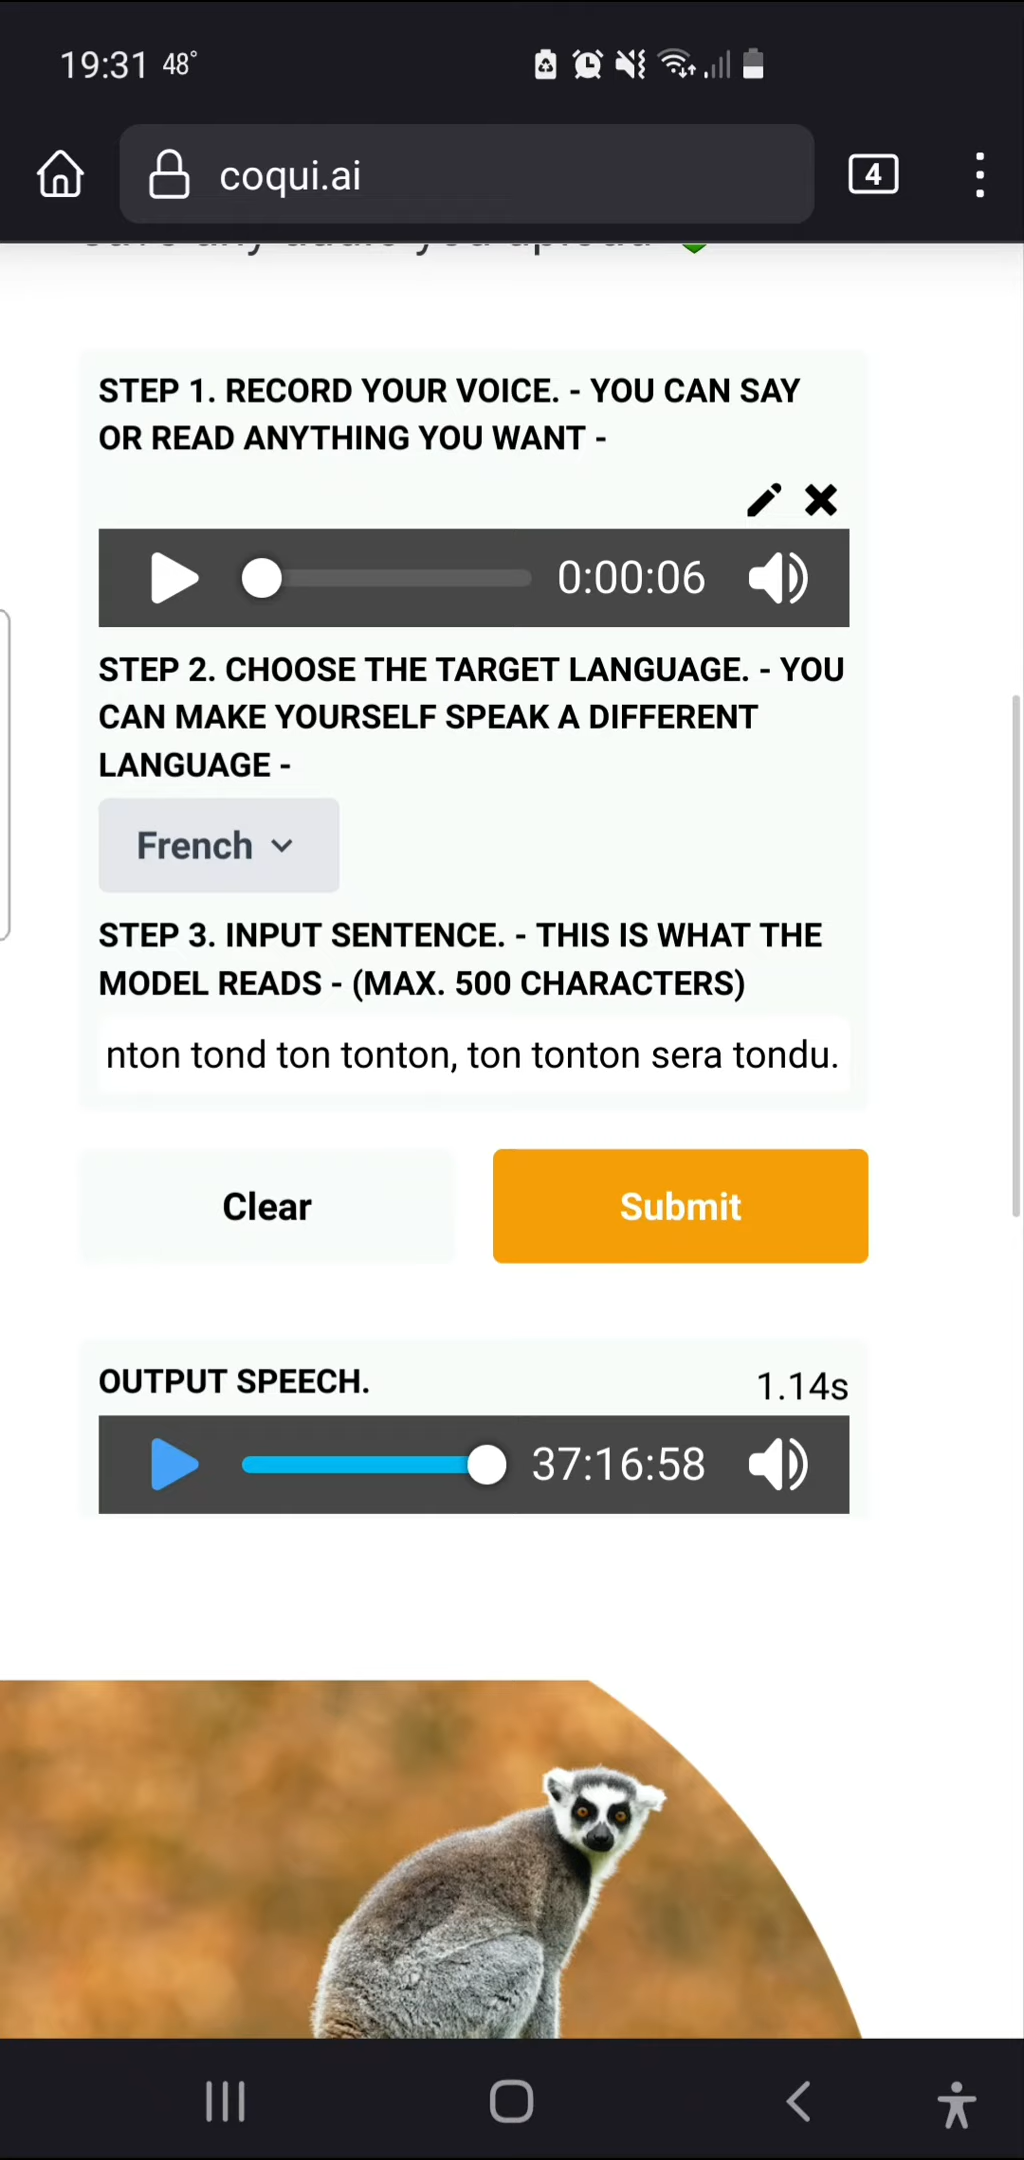 19:31 48°
coqui.ai
4
STEP 1. RECORD YOUR VOICE. - YOU CAN SAY
OR READ ANYTHING YOU WANT -
0:00:06
STEP 2. CHOOSE THE TARGET LANGUAGE. - YOU
CAN MAKE YOURSELF SPEAK A DIFFERENT
LANGUAGE -
French
STEP 3. INPUT SENTENCE. - THIS IS WHAT THE
MODEL READS - (MAX. 500 CHARACTERS)
nton tond ton tonton, ton tonton sera tondu.
Clear
Submit
OUTPUT SPEECH.
1.14s
37:16:58